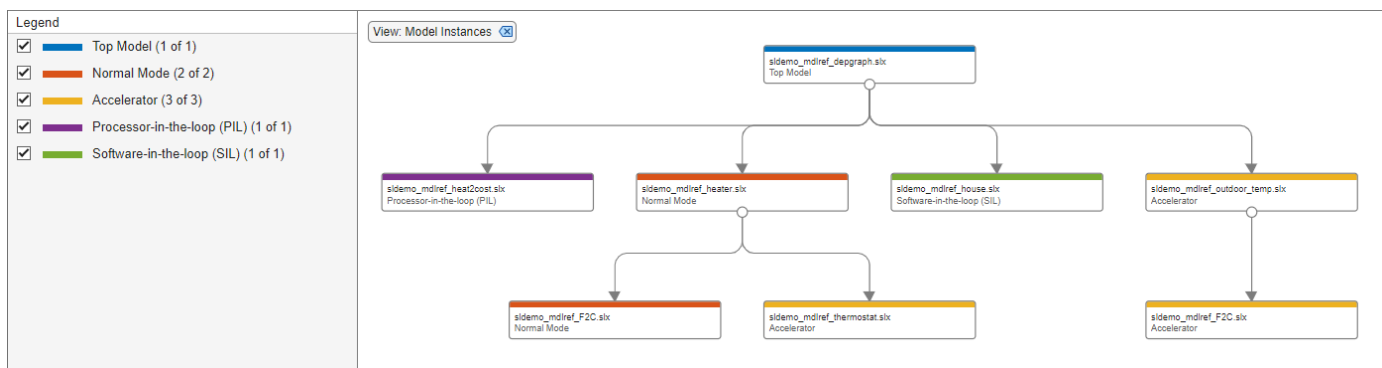 Legend
Top Model (1 of 1)
Normal Mode (2 of 2)
Accelerator (3 of 3)
Processor-in-the-loop (PIL) (1 of 1)
Software-in-the-loop (SIL) (1 of 1)
View: Model Instances
sldemo_mdlref_depgraph.slx
Top Model
sldemo_mdlref_heat2cost.slx
Processor-in-the-loop (PIL)
sldemo_mdlref_heater.slx
Normal Mode
sldemo_mdlref_house.slx
Software-in-the-loop (SIL)
sldemo_mdlref_outdoor_temp.slx
Accelerator
sldemo_mdlref_F2C.slx
Normal Mode
sldemo_mdlref_thermostat.slx
Accelerator
sldemo_mdlref_F2C.slx
Accelerator